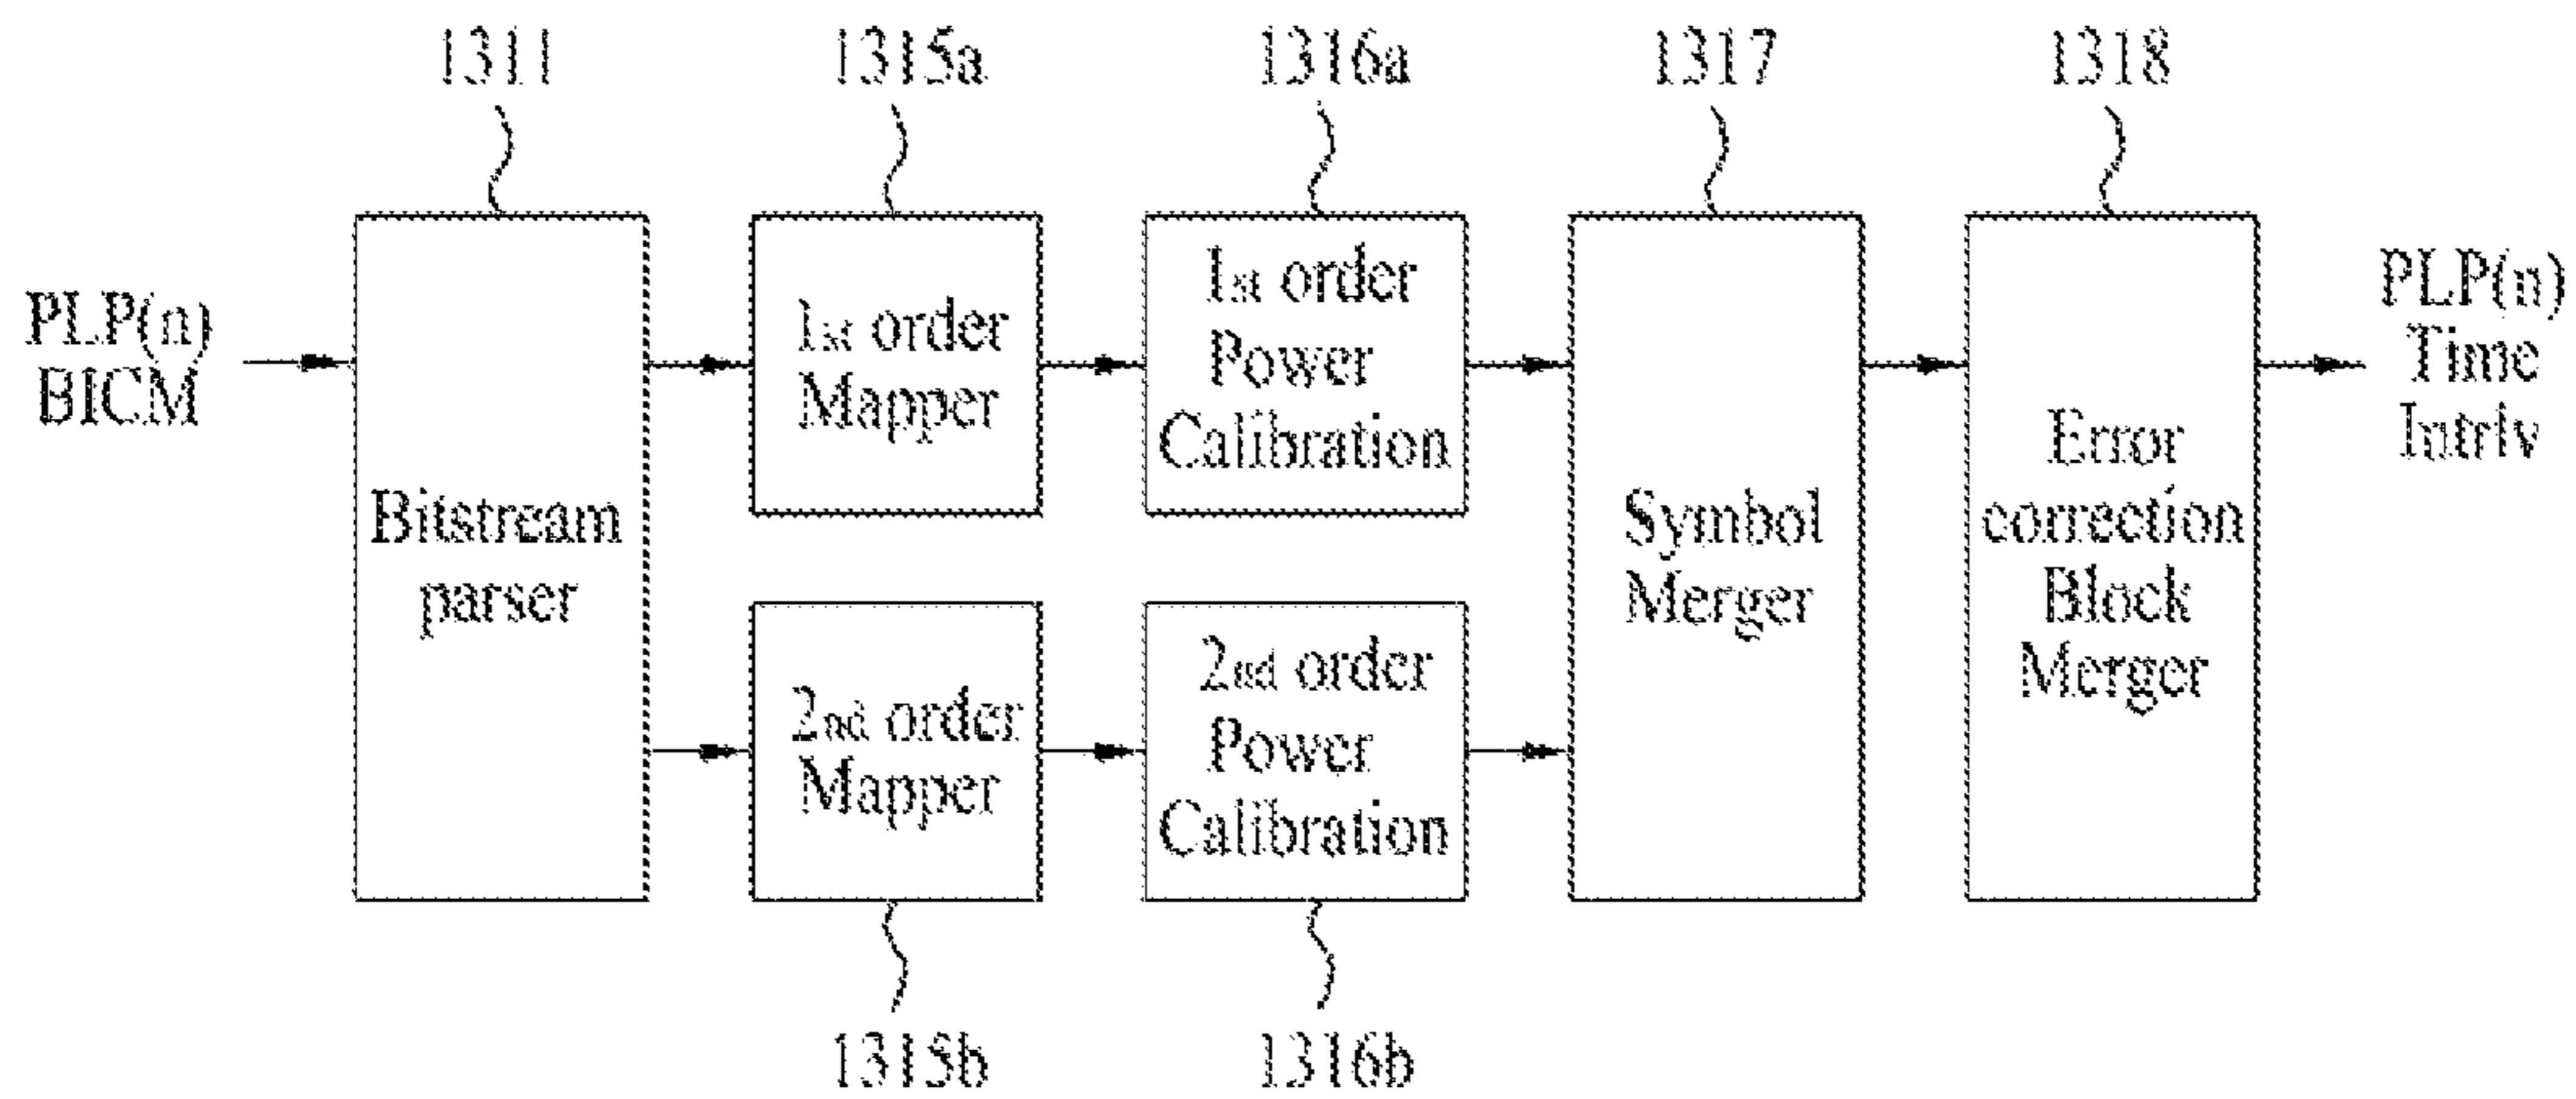 1311
1315a
1316a
1317
1318
PLP(n)
BICM
Bitstream
parser
1st order
Mapper
1st order
Power
Calibration
2nd order
Mapper
2nd order
Power
Calibration
Symbol
Merger
Error
correction
Block
Merger
PLP(n)
Time
Intrlv
1315b
1316b